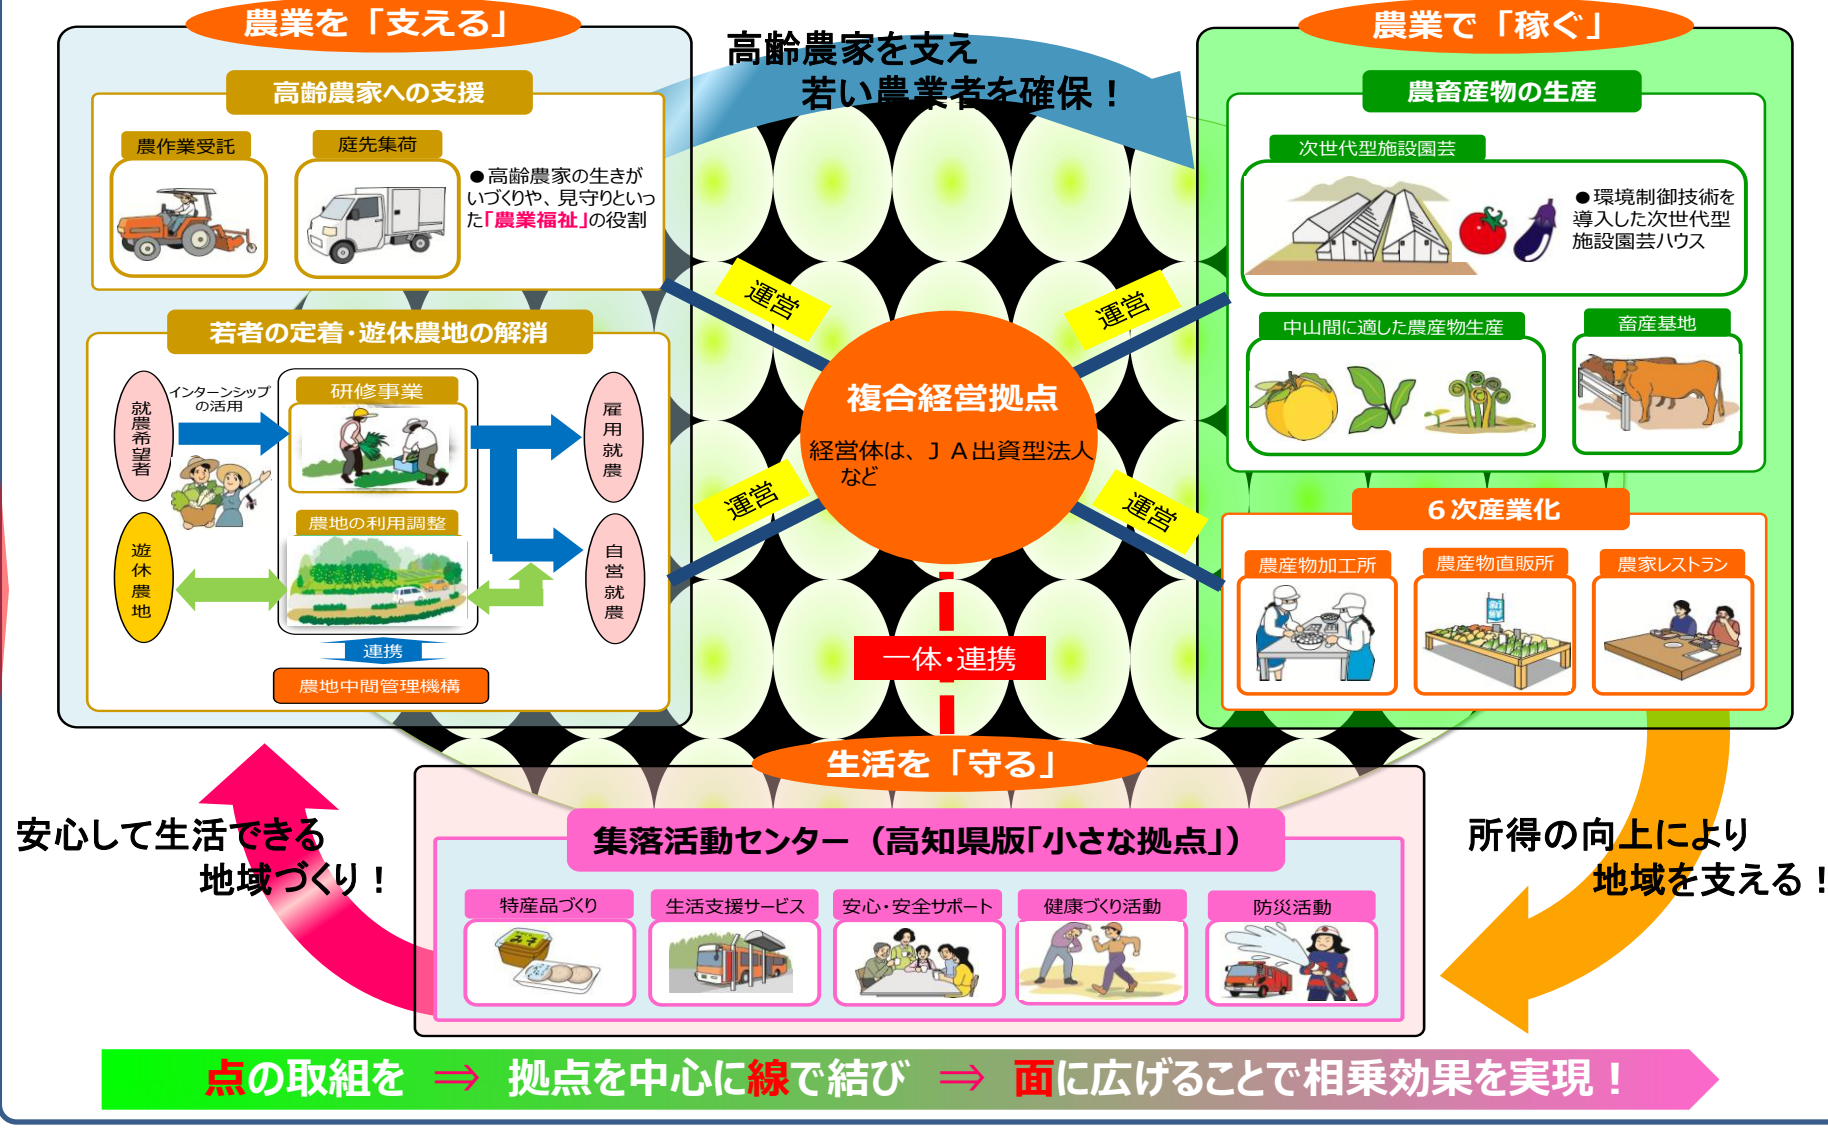 農業を「支える」
高齢農家への支援
農作業受託
庭先集荷
●高齢農家の生きが
いづくりや、見守りといっ
た「農業福祉」の役割
若者の定着・遊休農地の解消
就農希望者
インターンシップ
の活用
研修事業
雇用就農
農地の利用調整
遊休農地
自営就農
連携
農地中間管理機構
高齢農家を支え
若い農業者を確保！
運営
運営
複合経営拠点
経営体は、ＪＡ出資型法人
など
運営
運営
一体・連携
農業で「稼ぐ」
農畜産物の生産
次世代型施設園芸
●環境制御技術を
導入した次世代型
施設園芸ハウス
中山間に適した農産物生産
畜産基地
６次産業化
農産物加工所
農産物直販所
新鮮
農家レストラン
生活を「守る」
集落活動センター（高知県版「小さな拠点」）
特産品づくり
生活支援サービス
安心・安全サポート
健康づくり活動
防災活動
安心して生活できる
地域づくり！
所得の向上により
地域を支える！
点の取組を ⇒ 拠点を中心に線で結び ⇒ 面に広げることで相乗効果を実現！